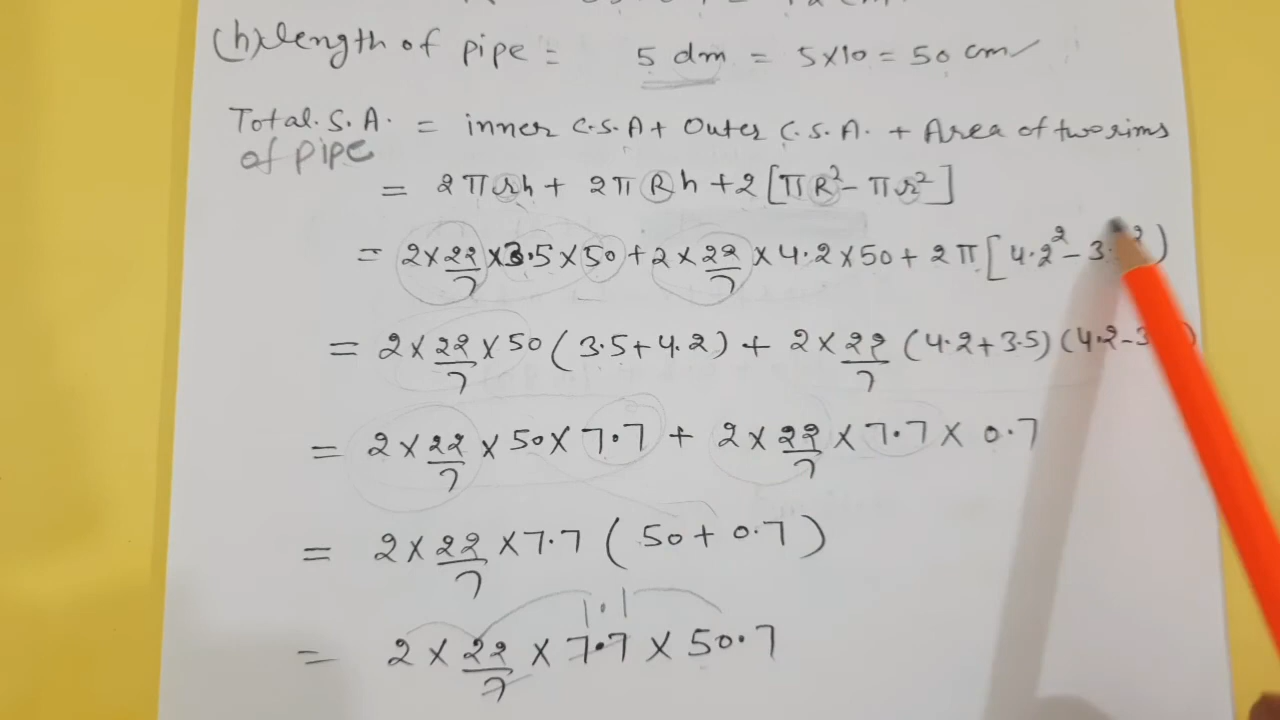 (h) length of pipe = 5 dm = 5×10 = 50 cm
Total. S. A. = inner C.S.A + Outer C.S.A. + Area of two rims
of pipe
= 2πrh + 2πRh + 2[πR² - πr²]
= 2×22/7×3.5×50 + 2×22/7×4.2×50 + 2π[4.2² - 3.
= 2×22/7×50(3.5+4.2) + 2×22/7(4.2+3.5)(4.2-3
= 2×22/7×50×7.7 + 2×22/7×7.7×0.7
= 2×22/7×7.7(50+0.7)
1.1
= 2×22/7×7.7×50.7